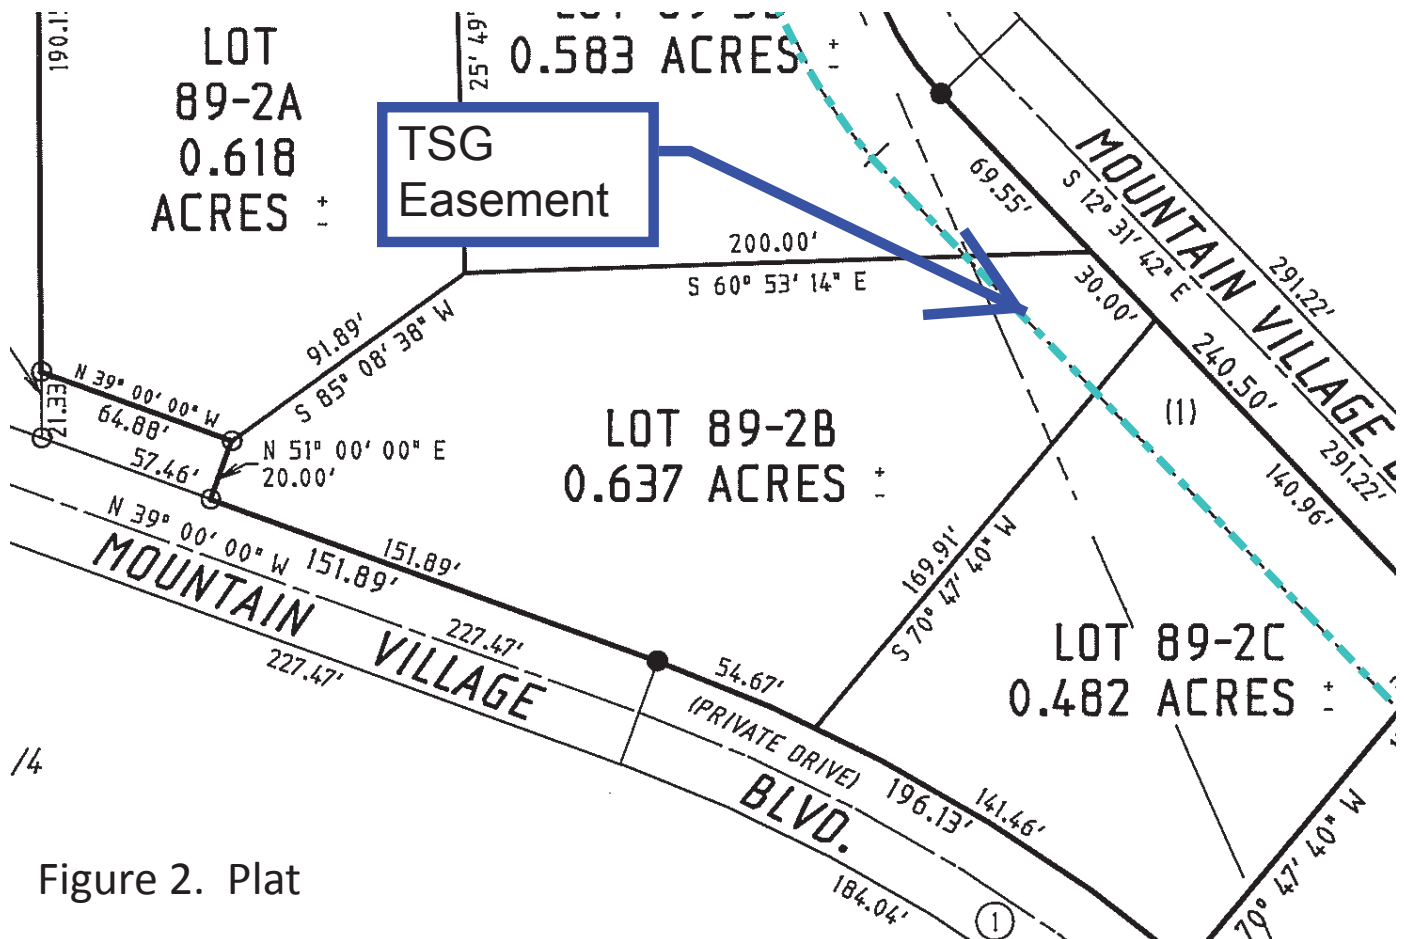 190.1
LOT
89-2A
0.618
ACRES ±
25' 49'
0.583 ACRES ±
TSG
Easement
69.55'
MOUNTAIN VILLAGE
S 12° 31' 42" E
291.22'
200.00'
S 60° 53' 14" E
30.00'
240.50'
(1)
291.22'
140.96'
91.89'
S 85° 08' 38" W
N 39° 00' 00" W
64.88'
21.33
N 51° 00' 00" E
20.00'
57.46'
LOT 89-2B
0.637 ACRES ±
N 39° 00' 00" W
151.89'
151.89'
MOUNTAIN VILLAGE
227.47'
227.47'
169.91'
S 70° 47' 40" W
LOT 89-2C
0.482 ACRES ±
54.67'
(PRIVATE DRIVE)
BLVD.
196.13'
141.46'
184.04'
1
70° 47' 40" W
/4
Figure 2. Plat